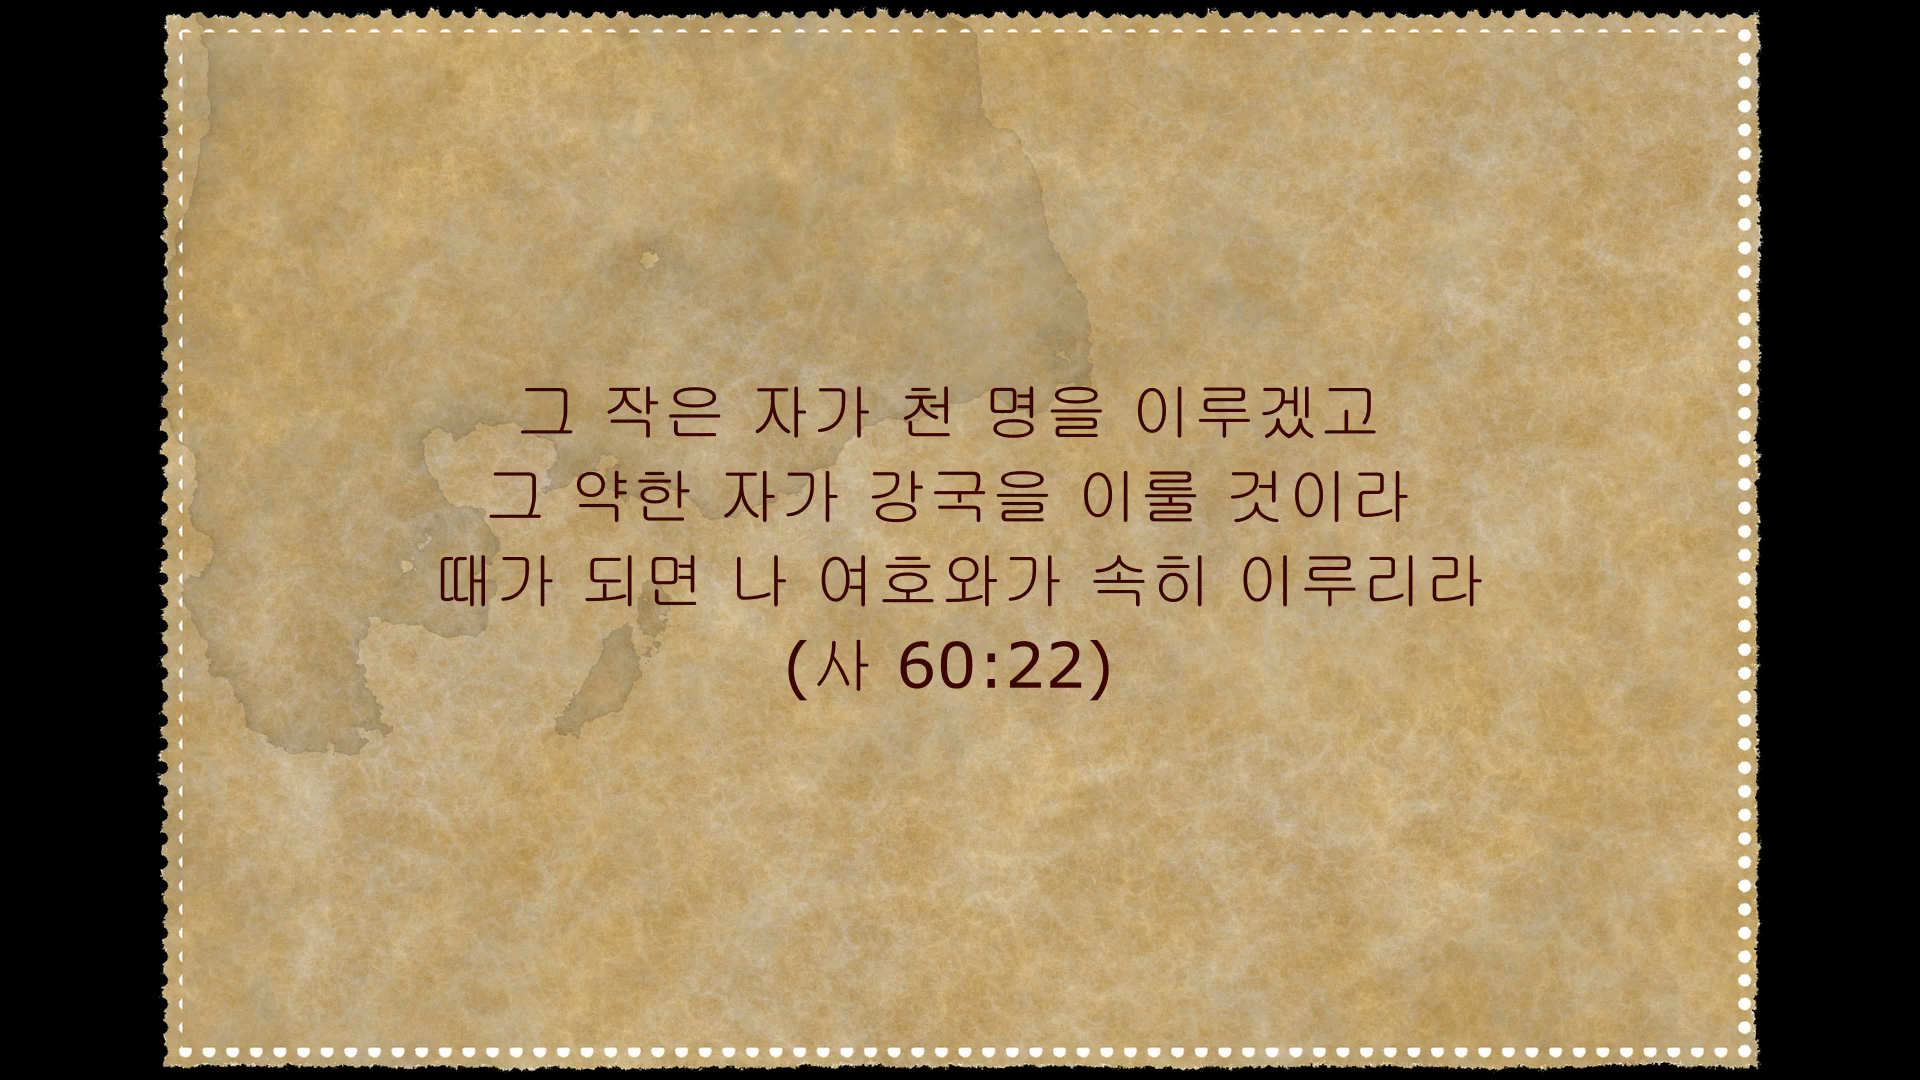 그 작은 자가 천 명을 이루겠고
그 약한 자가 강국을 이룰 것이라
때가 되면 나 여호와가 속히 이루리라
(사 60:22)